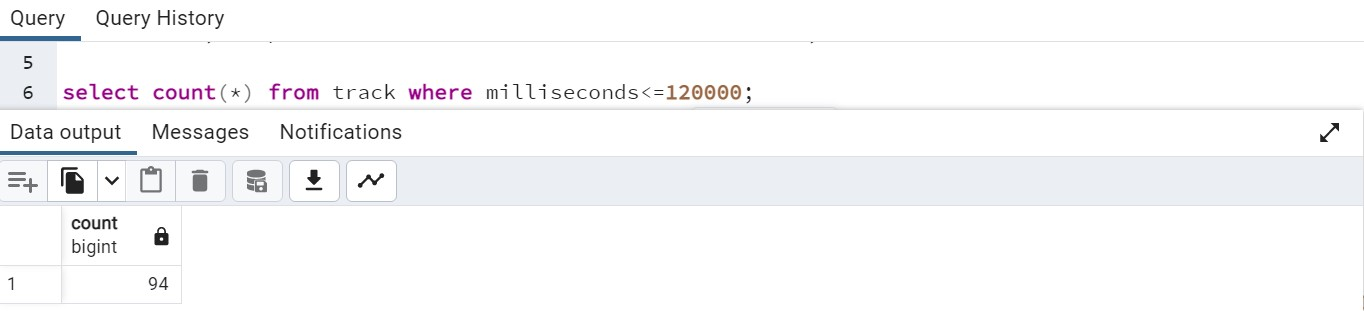 Query Query History
5
6 select count(*) from track where milliseconds<=120000;
Data output Messages Notifications
count
bigint
1 94